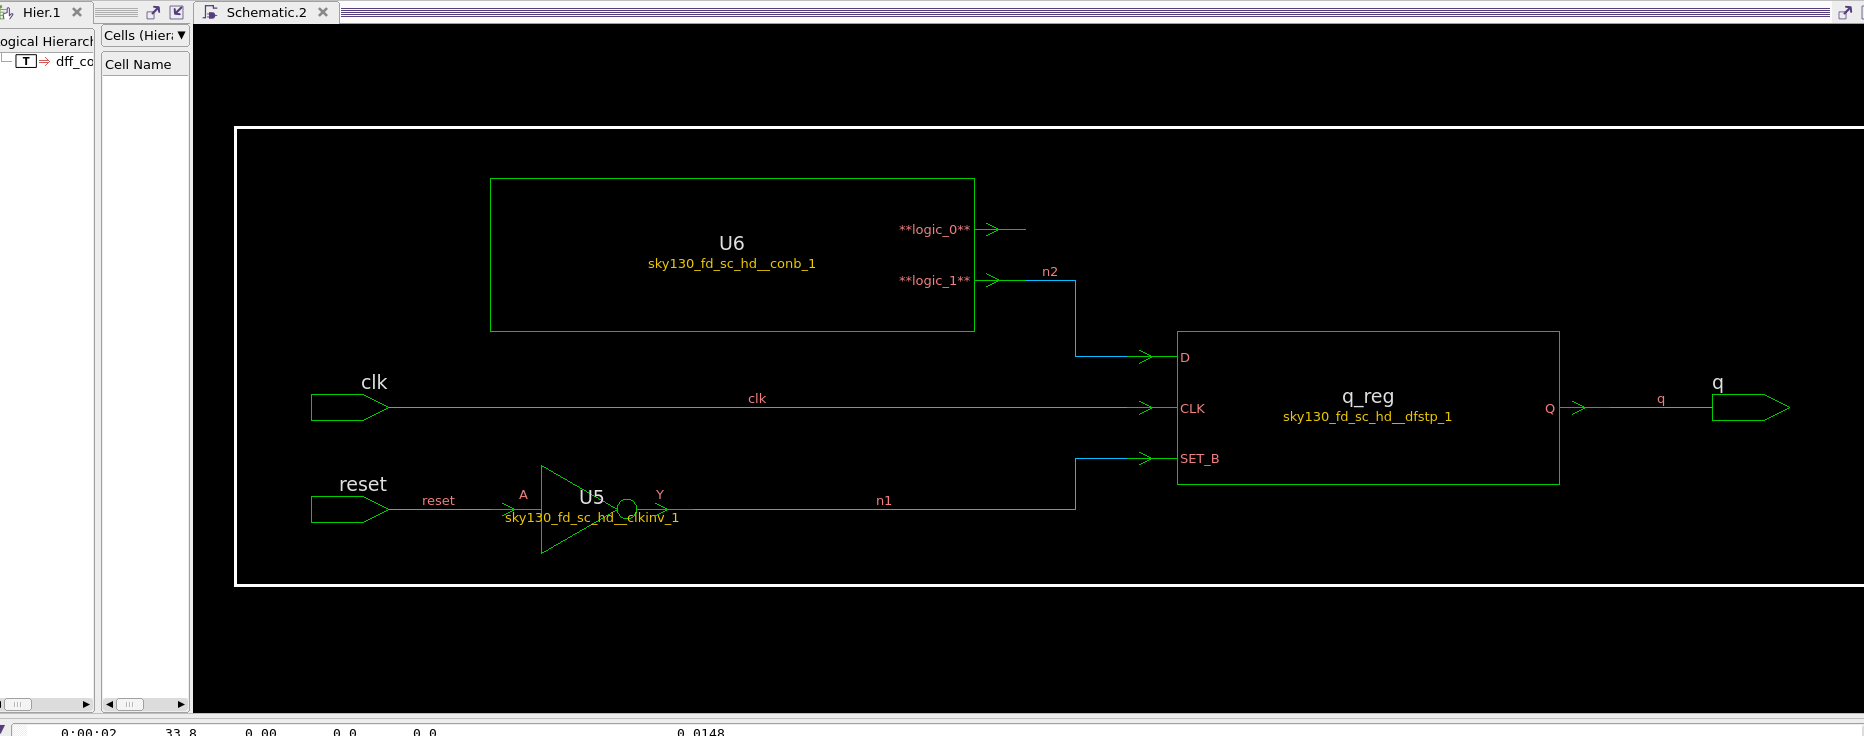 Hier.1
Schematic.2
ogical Hierarch
Cells (Hier
T dff_co
Cell Name
U6
sky130_fd_sc_hd__conb_1
**logic_0**
**logic_1**
n2
D
clk
clk
CLK
q_reg
sky130_fd_sc_hd__dfstp_1
Q
q
q
SET_B
reset
reset
A
U5
sky130_fd_sc_hd__clkinv_1
Y
n1
0:00:02 33.8 0.00 0.0 0.0 0.0148